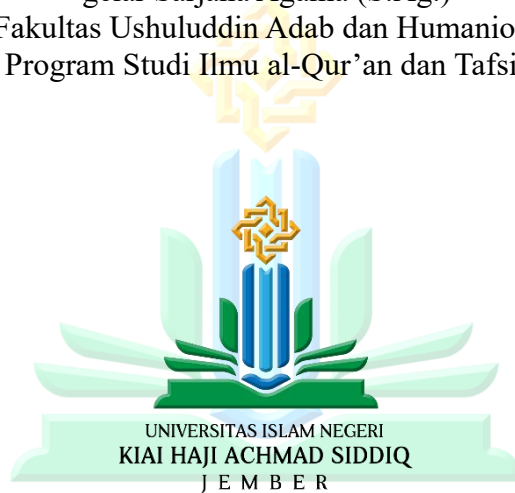 gelar Sarjana Agama (S.Ag.)
Fakultas Ushuluddin Adab dan Humanio
Program Studi Ilmu al-Qur’an dan Tafsi
UNIVERSITAS ISLAM NEGERI
KIAI HAJI ACHMAD SIDDIQ
JEMBER